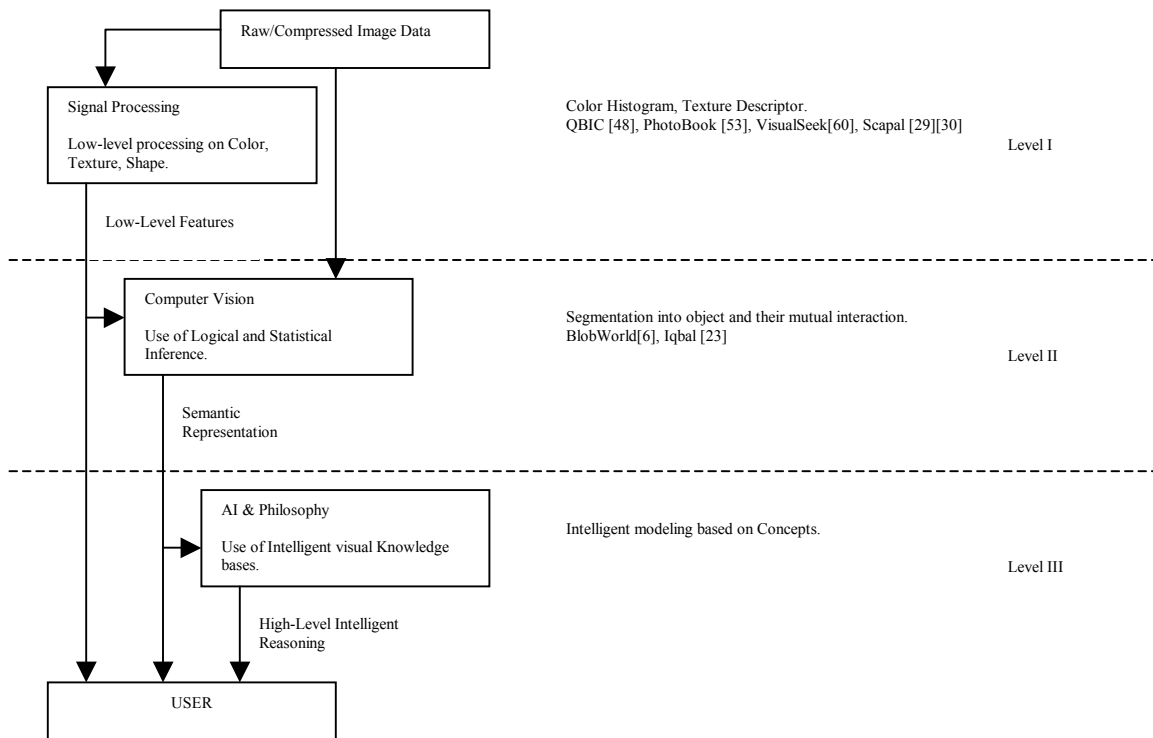 Raw/Compressed Image Data
Signal Processing
Low-level processing on Color,
Texture, Shape.
Color Histogram, Texture Descriptor.
QBIC [48], PhotoBook [53], VisualSeek[60], Scapal [29][30]
Level I
Low-Level Features
Computer Vision
Use of Logical and Statistical
Inference.
Segmentation into object and their mutual interaction.
BlobWorld[6], Iqbal [23]
Level II
Semantic
Representation
AI & Philosophy
Use of Intelligent visual Knowledge
bases.
Intelligent modeling based on Concepts.
Level III
High-Level Intelligent
Reasoning
USER